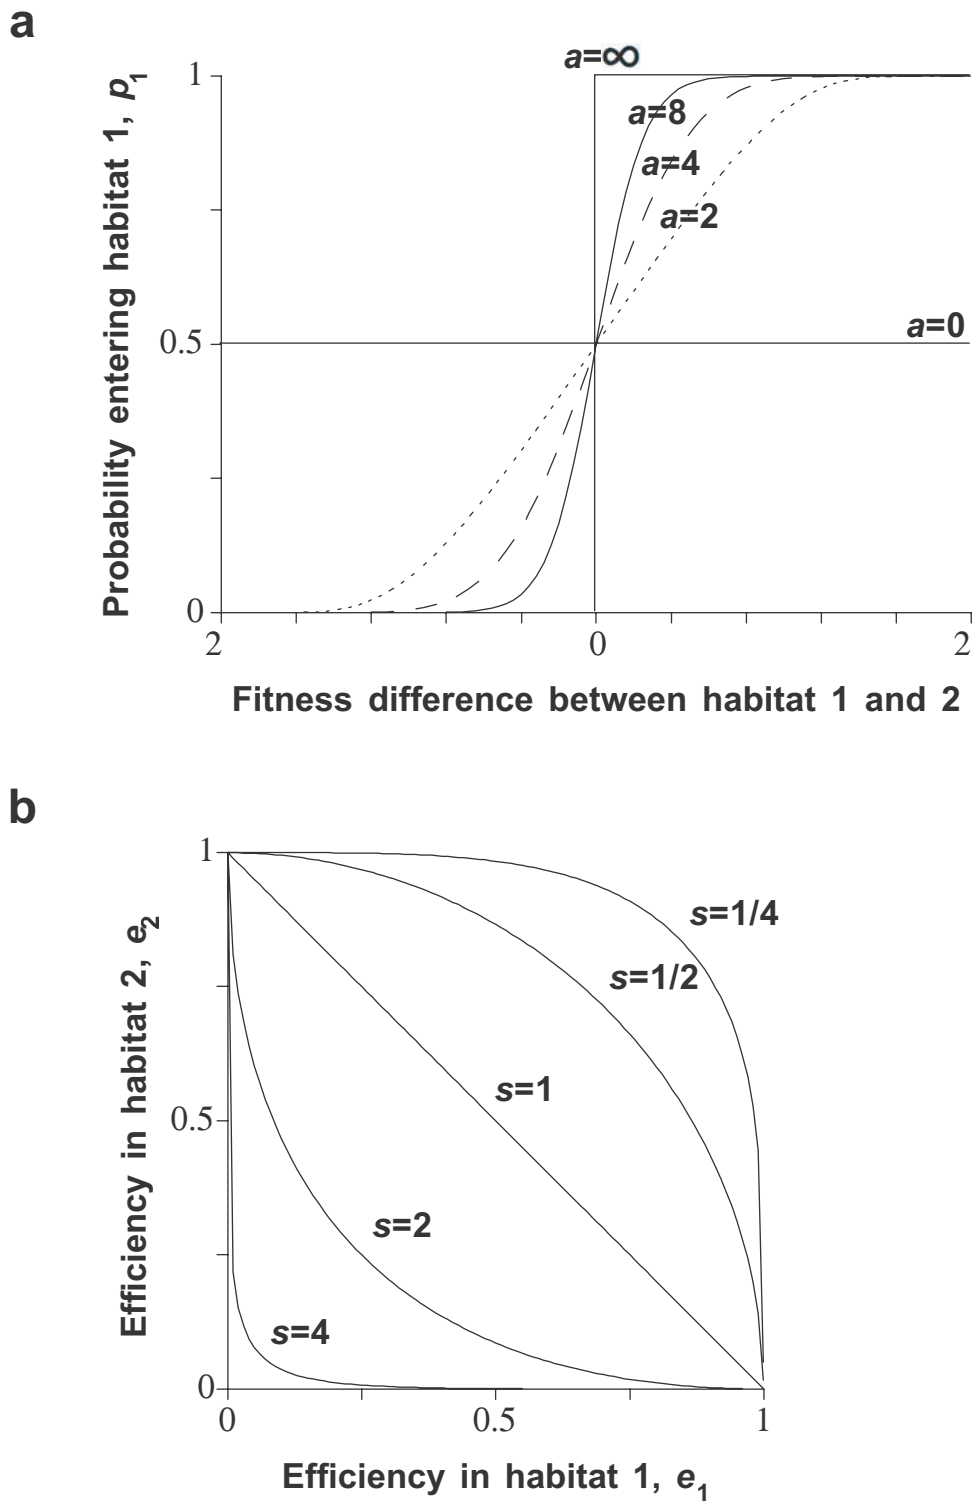 a
a=∞
1
a=8
a=4
a=2
a=0
0.5
0
2
0
2
Probability entering habitat 1, p1
Fitness difference between habitat 1 and 2
b
1
s=1/4
s=1/2
s=1
0.5
s=2
s=4
0
0
0.5
1
Efficiency in habitat 2, e2
Efficiency in habitat 1, e1